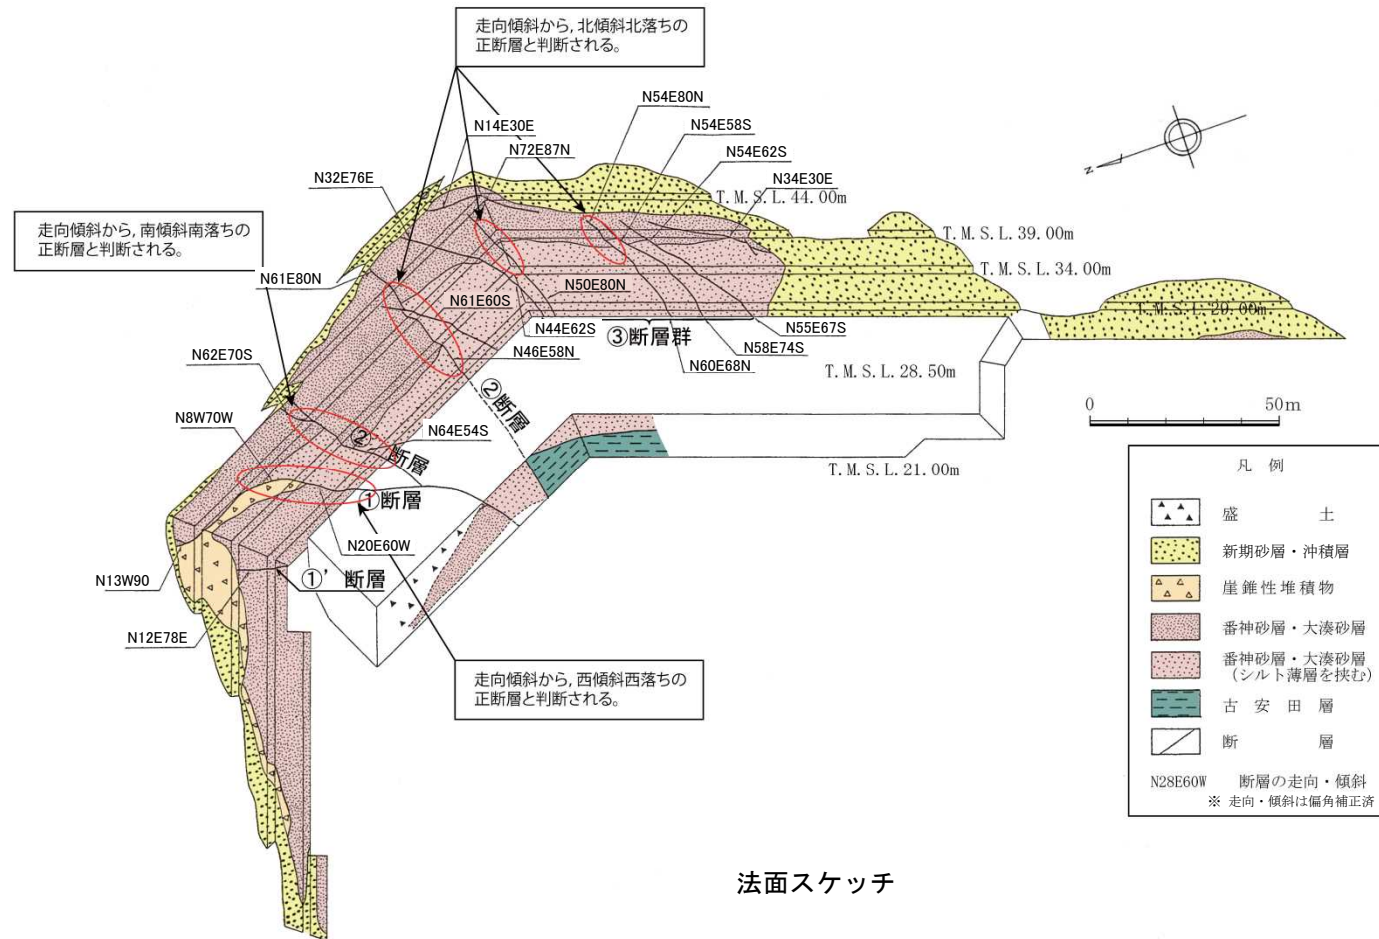 走向傾斜から,北傾斜北落ちの
正断層と判断される。
N54E80N
N14E30E
N54E58S
N72E87N
N54E62S
N32E76E
N34E30E
T.M.S.L.44.00m
N
走向傾斜から,南傾斜南落ちの
正断層と判断される。
T.M.S.L.39.00m
T.M.S.L.34.00m
N61E80N
N50E80N
N61E60S
T.M.S.L.29.00m
N44E62S
③断層群
N55E67S
N46E58N
N58E74S
N62E70S
N60E68N
T.M.S.L.28.50m
②断層
0 50m
N8W70W
N64E54S
②' 断層
T.M.S.L.21.00m
①断層
N20E60W
N13W90
①' 断層
N12E78E
走向傾斜から,西傾斜西落ちの
正断層と判断される。
凡例
盛土
新期砂層・沖積層
崖錐性堆積物
番神砂層・大湊砂層
番神砂層・大湊砂層
(シルト薄層を挟む)
古安田層
断層
N28E60W 断層の走向・傾斜
※ 走向・傾斜は偏角補正済
法面スケッチ